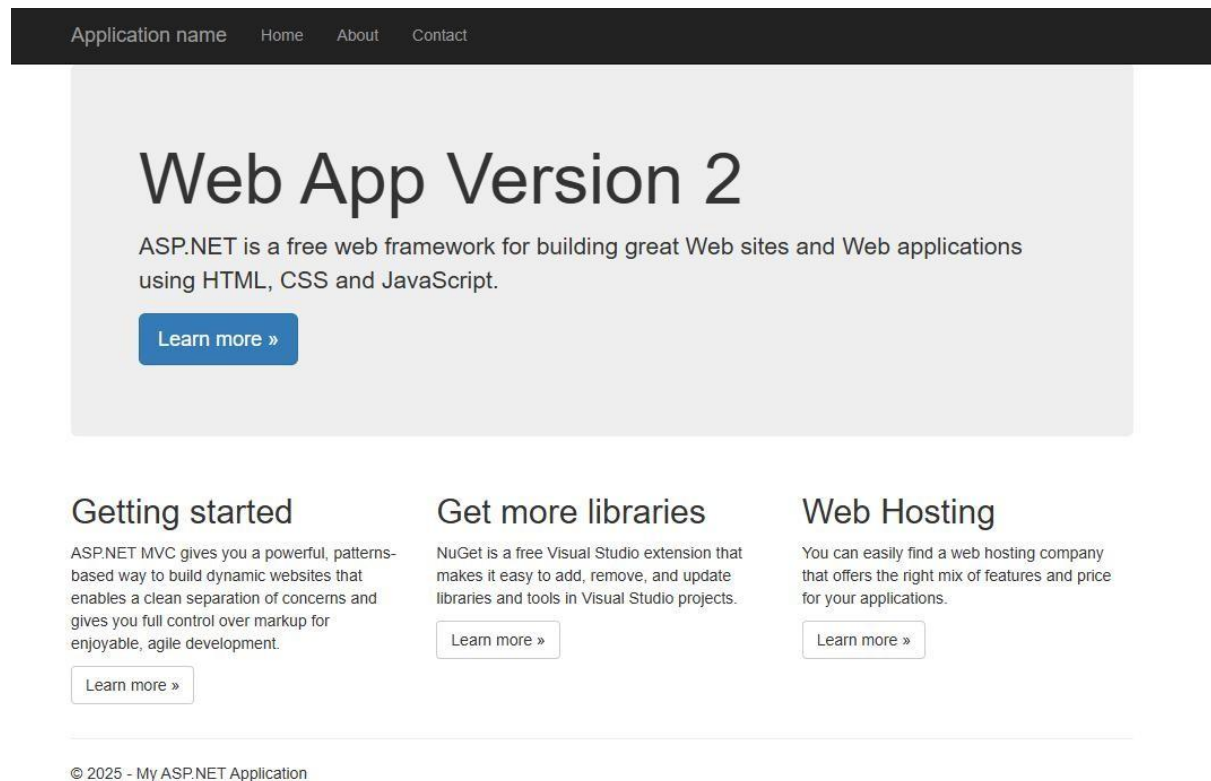 Application name Home About Contact
Web App Version 2
ASP.NET is a free web framework for building great Web sites and Web applications
using HTML, CSS and JavaScript.
Learn more »
Getting started
ASP.NET MVC gives you a powerful, patterns-
based way to build dynamic websites that
enables a clean separation of concerns and
gives you full control over markup for
enjoyable, agile development.
Learn more »
Get more libraries
NuGet is a free Visual Studio extension that
makes it easy to add, remove, and update
libraries and tools in Visual Studio projects.
Learn more »
Web Hosting
You can easily find a web hosting company
that offers the right mix of features and price
for your applications.
Learn more »
© 2025 - My ASP.NET Application